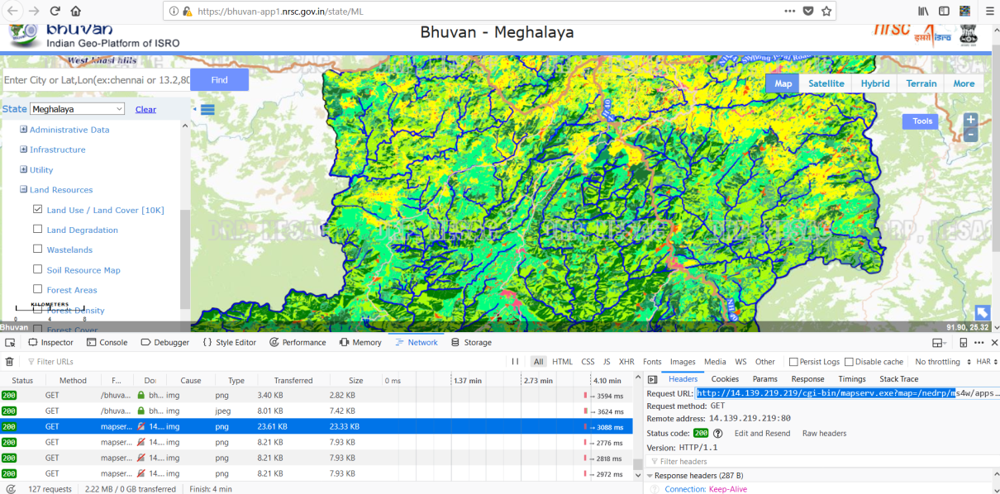 https://bhuvan-app1.nrsc.gov.in/state/ML
bhuvan
Indian Geo-Platform of ISRO
Bhuvan - Meghalaya
nrsc
इसरो isro
West khasi hills
Enter City or Lat,Lon(ex:chennai or 13.2,80
Find
Map Satellite Hybrid Terrain More
State Meghalaya Clear
Tools
+
-
Administrative Data
Infrastructure
Utility
Land Resources
Land Use / Land Cover [10K]
Land Degradation
Wastelands
Soil Resource Map
Forest Areas
KILOMETERS
Forest Density
0 4 8
Forest Cover
Bhuvan
91.90, 25.32
Inspector Console Debugger Style Editor Performance Memory Network Storage
Filter URLs
All HTML CSS JS XHR Fonts Images Media WS Other Persist Logs Disable cache No throttling HAR
Status Method F... Do: Cause Type Transferred Size 0 ms 1.37 min 2.73 min 4.10 min
200 GET /bhuva... bh... img png 3.40 KB 2.82 KB → 3594 ms
200 GET /bhuva... bh... img jpeg 8.01 KB 7.42 KB → 3624 ms
200 GET mapser... 14.... img png 23.61 KB 23.33 KB → 3088 ms
200 GET mapser... 14.... img png 8.21 KB 7.93 KB → 2776 ms
200 GET mapser... 14.... img png 8.21 KB 7.93 KB → 2818 ms
200 GET mapser... 14.... img png 8.21 KB 7.93 KB → 2972 ms
127 requests 2.22 MB / 0 GB transferred Finish: 4 min
Headers Cookies Params Response Timings Stack Trace
Request URL: http://14.139.219.219/cgi-bin/mapserv.exe?map=/nedrp/ms4w/apps...
Request method: GET
Remote address: 14.139.219.219:80
Status code: 200 ? Edit and Resend Raw headers
Version: HTTP/1.1
Filter headers
Response headers (287 B)
? Connection: Keep-Alive